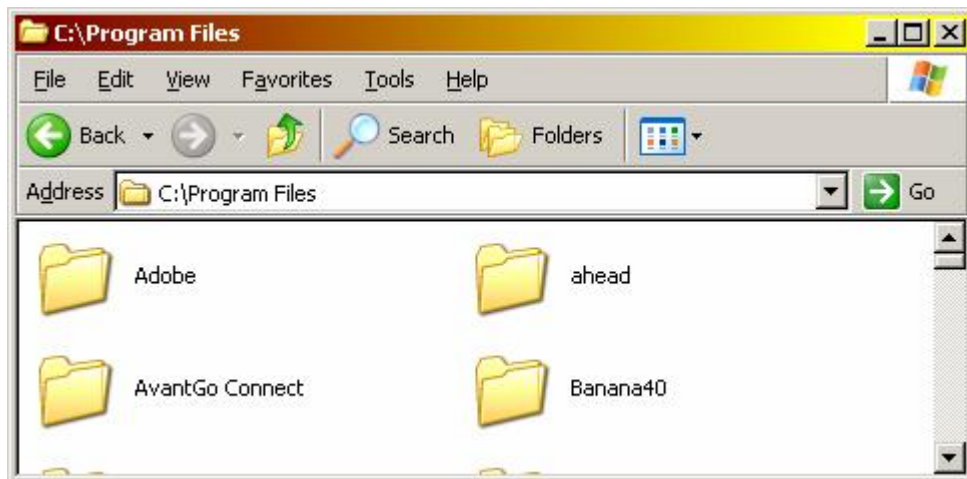 C:\Program Files
File Edit View Favorites Tools Help
Back Search Folders
Address C:\Program Files Go
Adobe ahead
AvantGo Connect Banana40